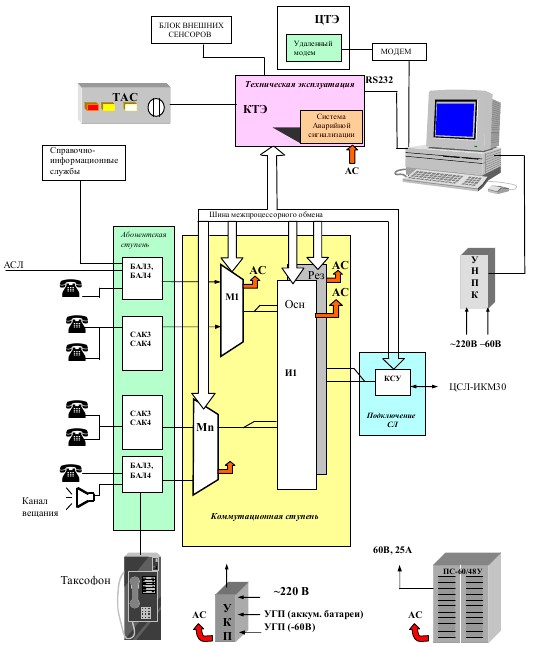 ЦТЭ
БЛОК ВНЕШНИХ
СЕНСОРОВ
Удаленный
модем
МОДЕМ
Техническая эксплуатация
RS232
ТАС
КТЭ
Система
Аварийной
сигнализации
АС
Справочно-
информационные
службы
Шина межпроцессорного обмена
Абонентская
ступень
АСЛ
БАЛ3,
БАЛ4
М1
АС
Рез
АС
Осн
У
Н
П
К
~220В –60В
САК3
САК4
И1
КСУ
ЦСЛ-ИКМ30
Подключение
СЛ
САК3
САК4
Мn
БАЛ3,
БАЛ4
Канал
вещания
Коммутационная ступень
Таксофон
60В, 25А
ПС-60/48У
АС
У
К
П
~220 В
УГП (аккум. батареи)
УГП (-60В)
АС